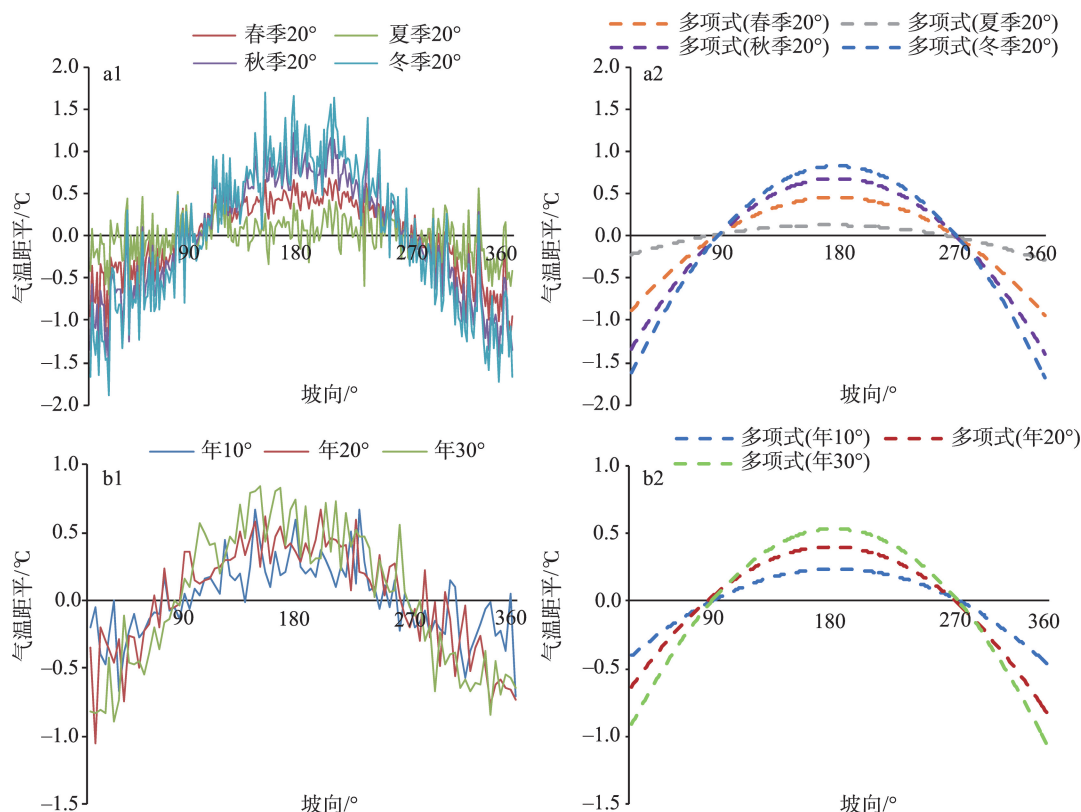 春季20° 夏季20°
秋季20° 冬季20°
a1
2.0
1.5
1.0
0.5
0.0
−0.5
−1.0
−1.5
−2.0
90 180 270 360
气温距平/℃
坡向/°
多项式(春季20°) 多项式(夏季20°)
多项式(秋季20°) 多项式(冬季20°)
a2
2.0
1.5
1.0
0.5
0.0
−0.5
−1.0
−1.5
−2.0
90 180 270 360
气温距平/℃
坡向/°
年10° 年20° 年30°
b1
1.0
0.5
0.0
−0.5
−1.0
−1.5
90 180 270 360
气温距平/℃
坡向/°
多项式(年10°) 多项式(年20°)
多项式(年30°)
b2
1.0
0.5
0.0
−0.5
−1.0
−1.5
90 180 270 360
气温距平/℃
坡向/°